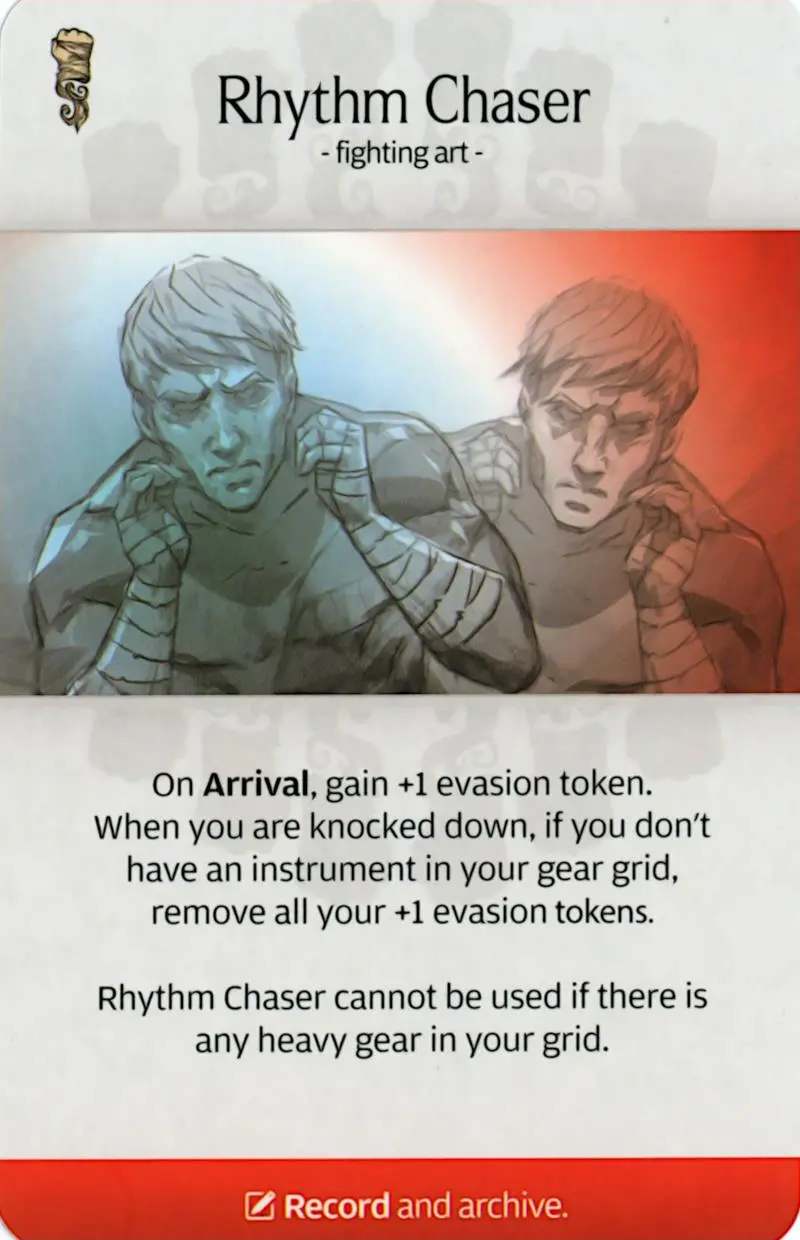 Rhythm Chaser
- fighting art -
On Arrival, gain +1 evasion token.
When you are knocked down, if you don't
have an instrument in your gear grid,
remove all your +1 evasion tokens.
Rhythm Chaser cannot be used if there is
any heavy gear in your grid.
Record and archive.